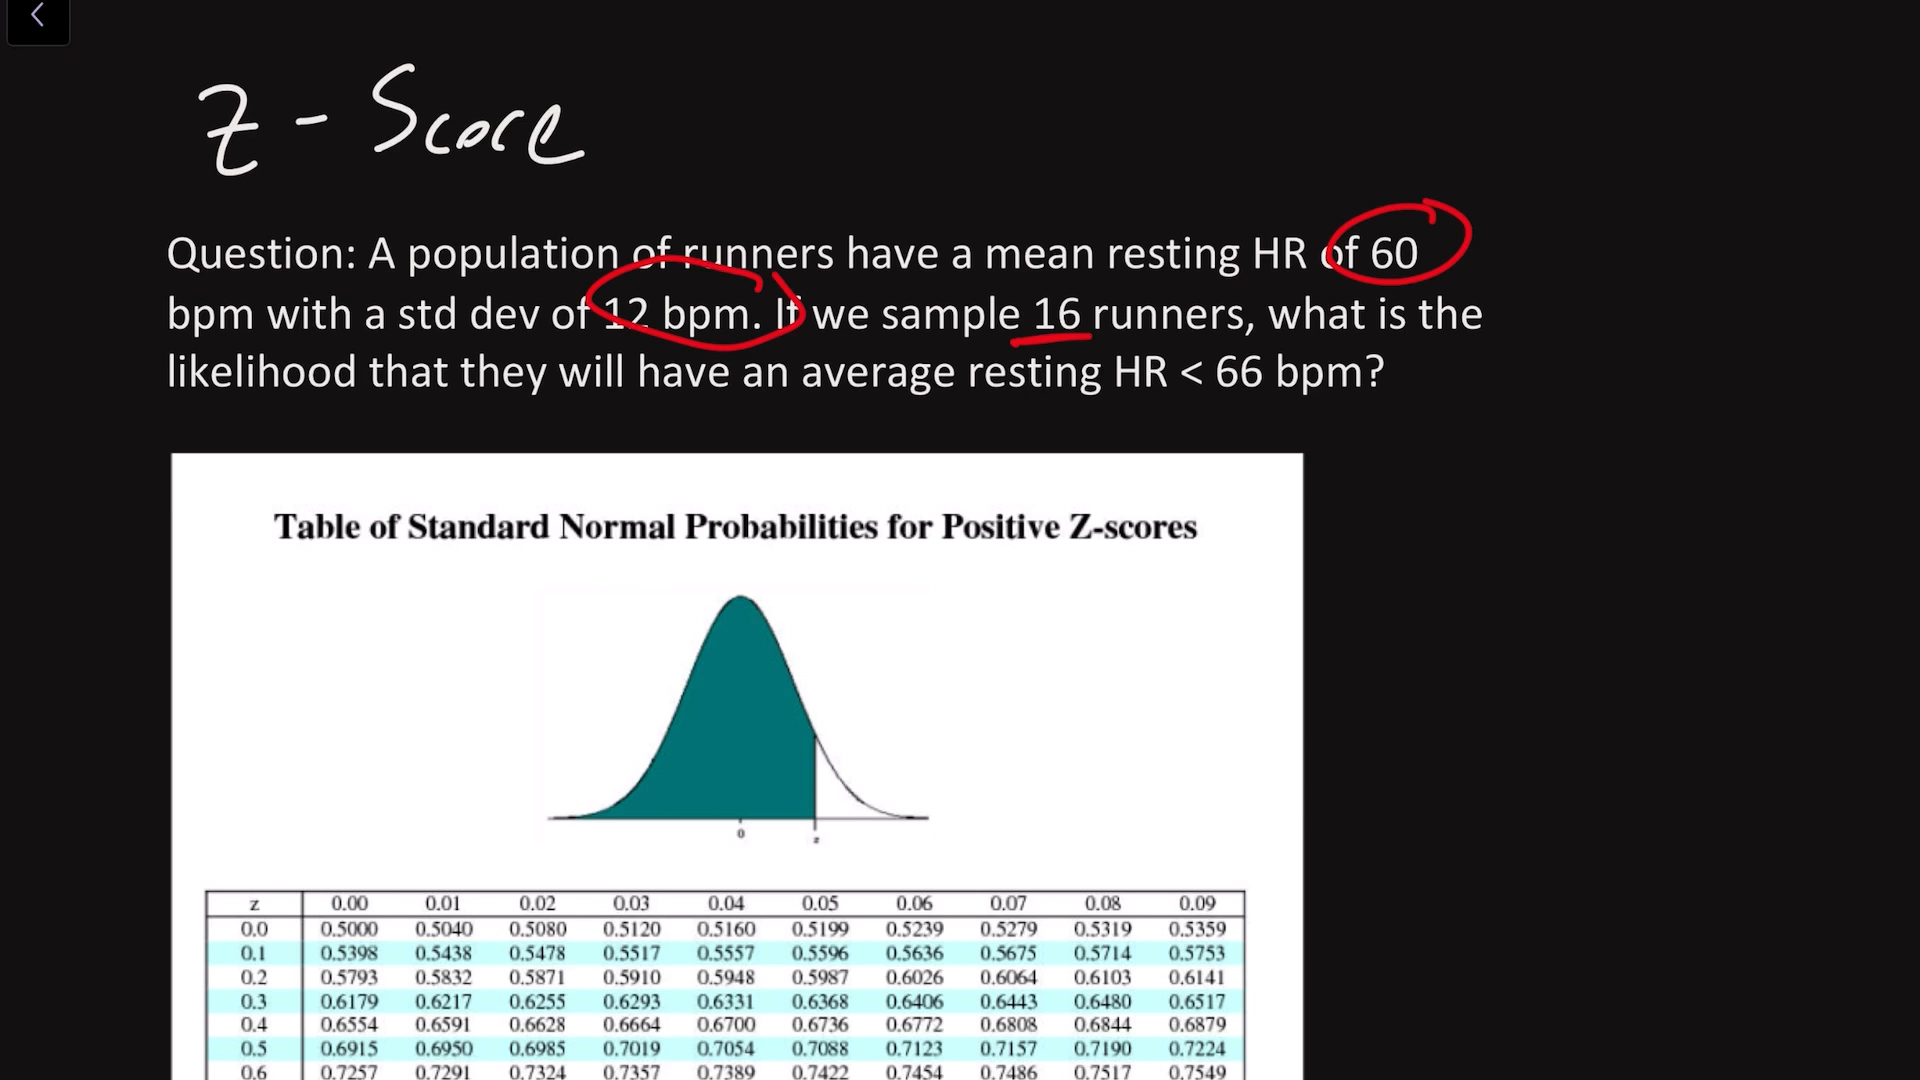 Z - Score
Question: A population of runners have a mean resting HR of 60
bpm with a std dev of 12 bpm. If we sample 16 runners, what is the
likelihood that they will have an average resting HR < 66 bpm?
Table of Standard Normal Probabilities for Positive Z-scores
0
z
z 0.00 0.01 0.02 0.03 0.04 0.05 0.06 0.07 0.08 0.09
0.0 0.5000 0.5040 0.5080 0.5120 0.5160 0.5199 0.5239 0.5279 0.5319 0.5359
0.1 0.5398 0.5438 0.5478 0.5517 0.5557 0.5596 0.5636 0.5675 0.5714 0.5753
0.2 0.5793 0.5832 0.5871 0.5910 0.5948 0.5987 0.6026 0.6064 0.6103 0.6141
0.3 0.6179 0.6217 0.6255 0.6293 0.6331 0.6368 0.6406 0.6443 0.6480 0.6517
0.4 0.6554 0.6591 0.6628 0.6664 0.6700 0.6736 0.6772 0.6808 0.6844 0.6879
0.5 0.6915 0.6950 0.6985 0.7019 0.7054 0.7088 0.7123 0.7157 0.7190 0.7224
0.6 0.7257 0.7291 0.7324 0.7357 0.7389 0.7422 0.7454 0.7486 0.7517 0.7549